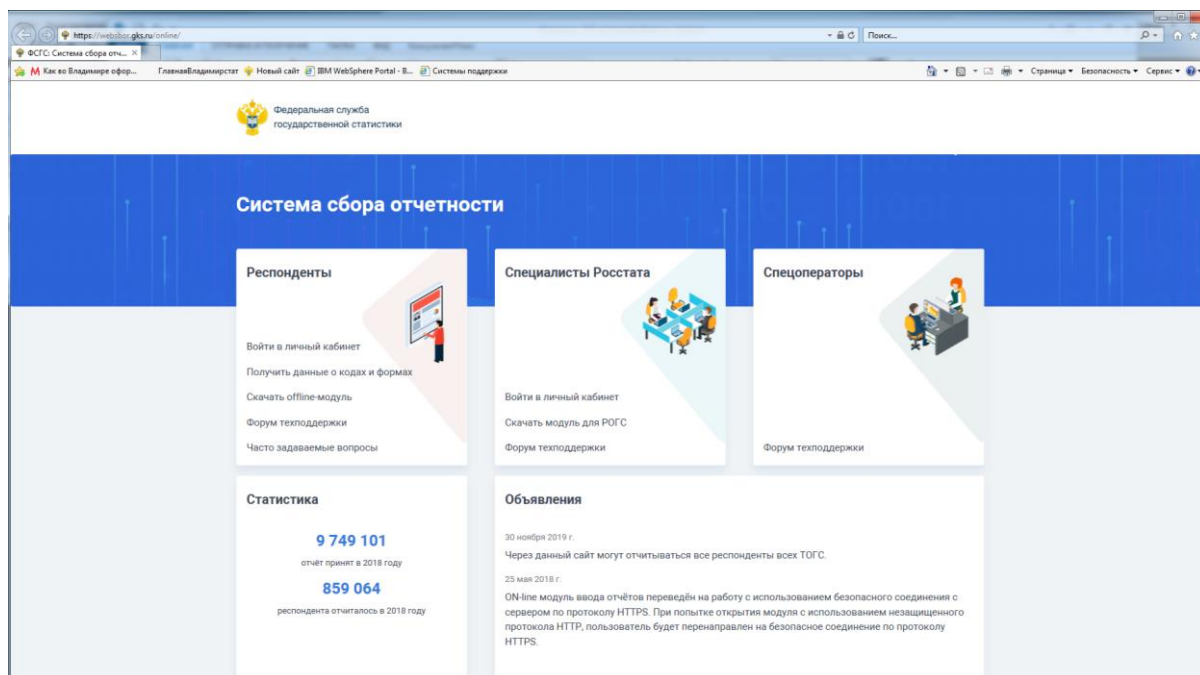 https://websbor.gks.ru/online/
Поиск...
ФСГС: Система сбора отч...
Как во Владимире офор...
ГлавнаяВладимирстат
Новый сайт
IBM WebSphere Portal - В...
Системы поддержки
Страница
Безопасность
Сервис
Федеральная служба
государственной статистики
Система сбора отчетности
Респонденты
Войти в личный кабинет
Получить данные о кодах и формах
Скачать offline-модуль
Форум техподдержки
Часто задаваемые вопросы
Специалисты Росстата
Войти в личный кабинет
Скачать модуль для РОГС
Форум техподдержки
Спецоператоры
Форум техподдержки
Статистика
9 749 101
отчёт принят в 2018 году
859 064
респондента отчиталось в 2018 году
Объявления
30 ноября 2019 г.
Через данный сайт могут отчитываться все респонденты всех ТОГС.
25 мая 2018 г.
ON-line модуль ввода отчётов переведён на работу с использованием безопасного соединения с
сервером по протоколу HTTPS. При попытке открытия модуля с использованием незащищенного
протокола HTTP, пользователь будет перенаправлен на безопасное соединение по протоколу
HTTPS.